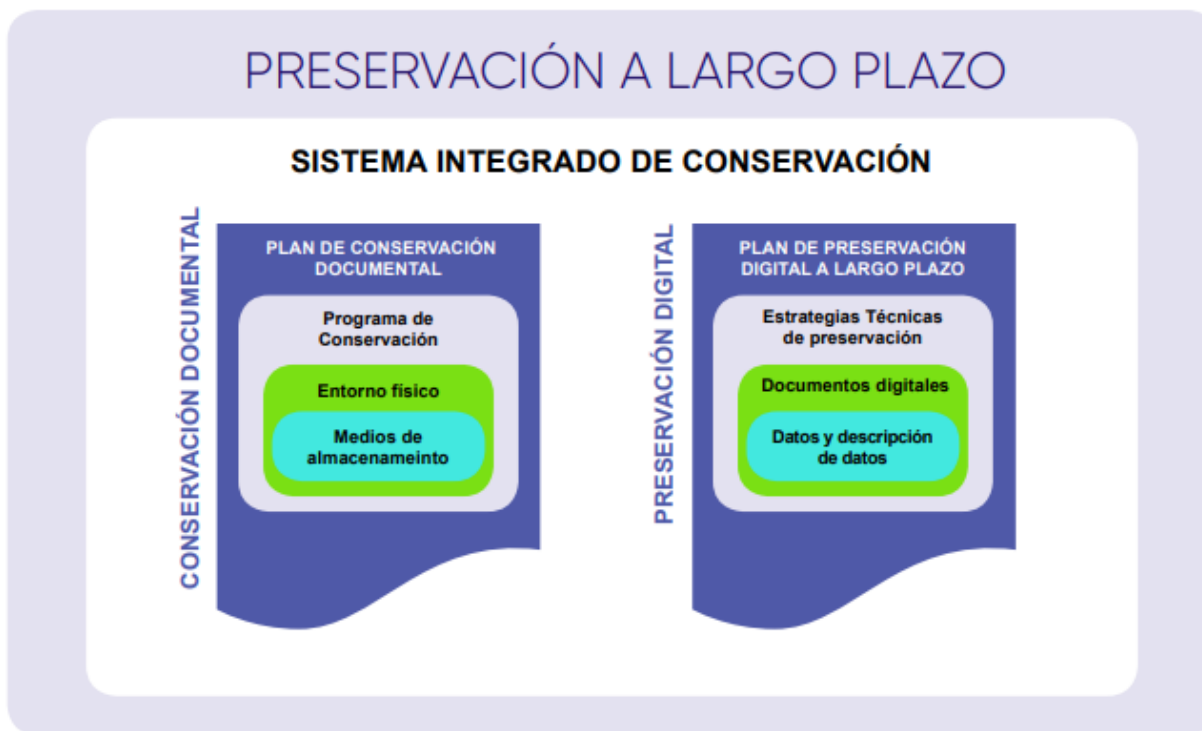 PRESERVACIÓN A LARGO PLAZO
SISTEMA INTEGRADO DE CONSERVACIÓN
CONSERVACIÓN DOCUMENTAL
PLAN DE CONSERVACIÓN
DOCUMENTAL
Programa de
Conservación
Entorno físico
Medios de
almacenameinto
PRESERVACIÓN DIGITAL
PLAN DE PRESERVACIÓN
DIGITAL A LARGO PLAZO
Estrategias Técnicas
de preservación
Documentos digitales
Datos y descripción
de datos